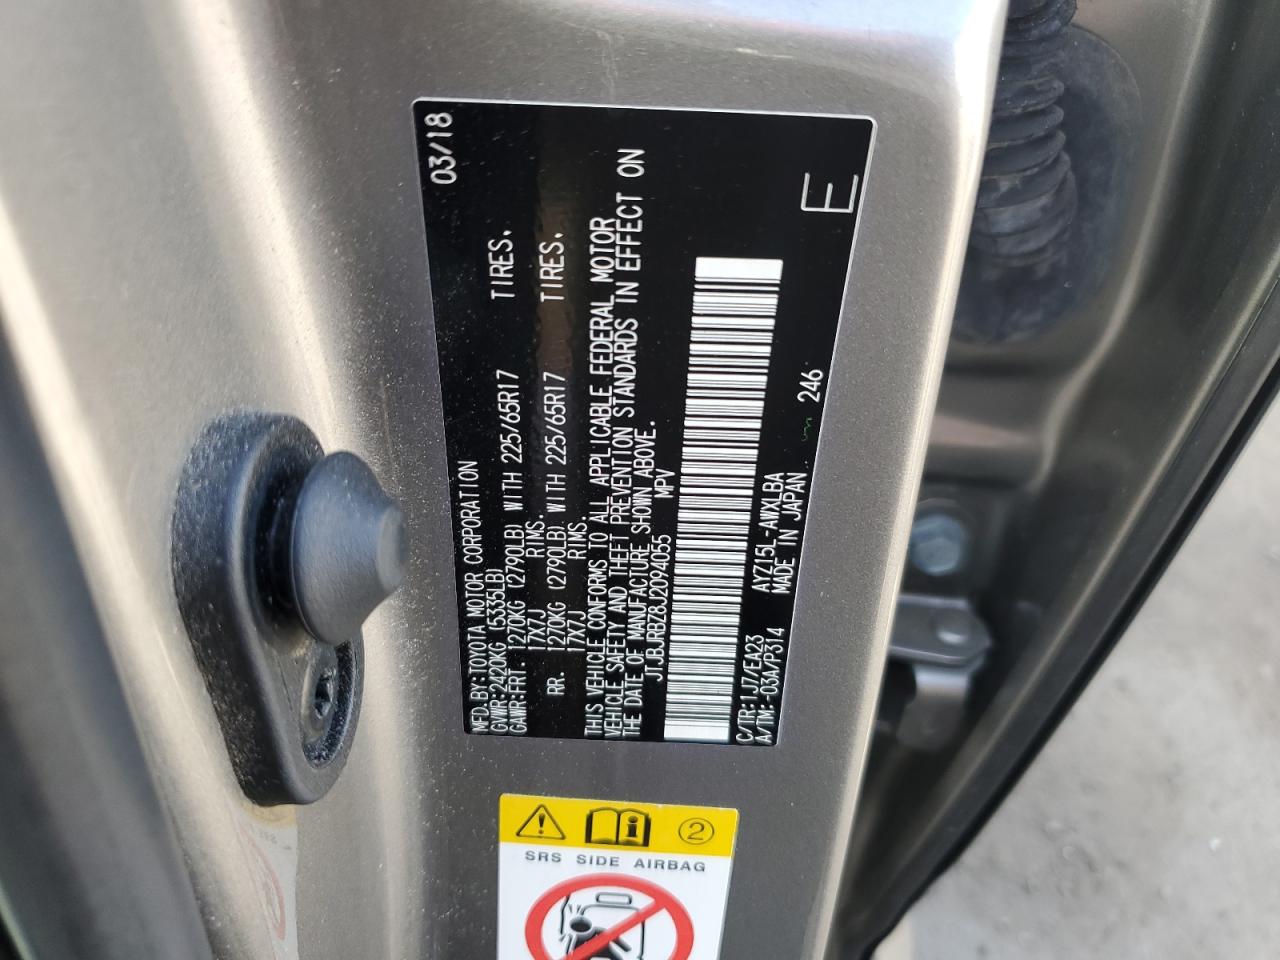 MFD. BY: TOYOTA MOTOR CORPORATION 03/18
GVWR: 2420KG (5335LB)
GAWR: FRT. 1270KG (2790LB) WITH 225/65R17 TIRES.
17X7J RIMS.
RR. 1270KG (2790LB) WITH 225/65R17 TIRES.
17X7J RIMS.
THIS VEHICLE CONFORMS TO ALL APPLICABLE FEDERAL MOTOR
VEHICLE SAFETY AND THEFT PREVENTION STANDARDS IN EFFECT ON
THE DATE OF MANUFACTURE SHOWN ABOVE.
JTJBJRBZ8J2094055 MPV
C/TR: 1J7/EA23 AYZ15L-AWXLBA
A/TM: -03A/P314 MADE IN JAPAN
246
E
2
SRS SIDE AIRBAG